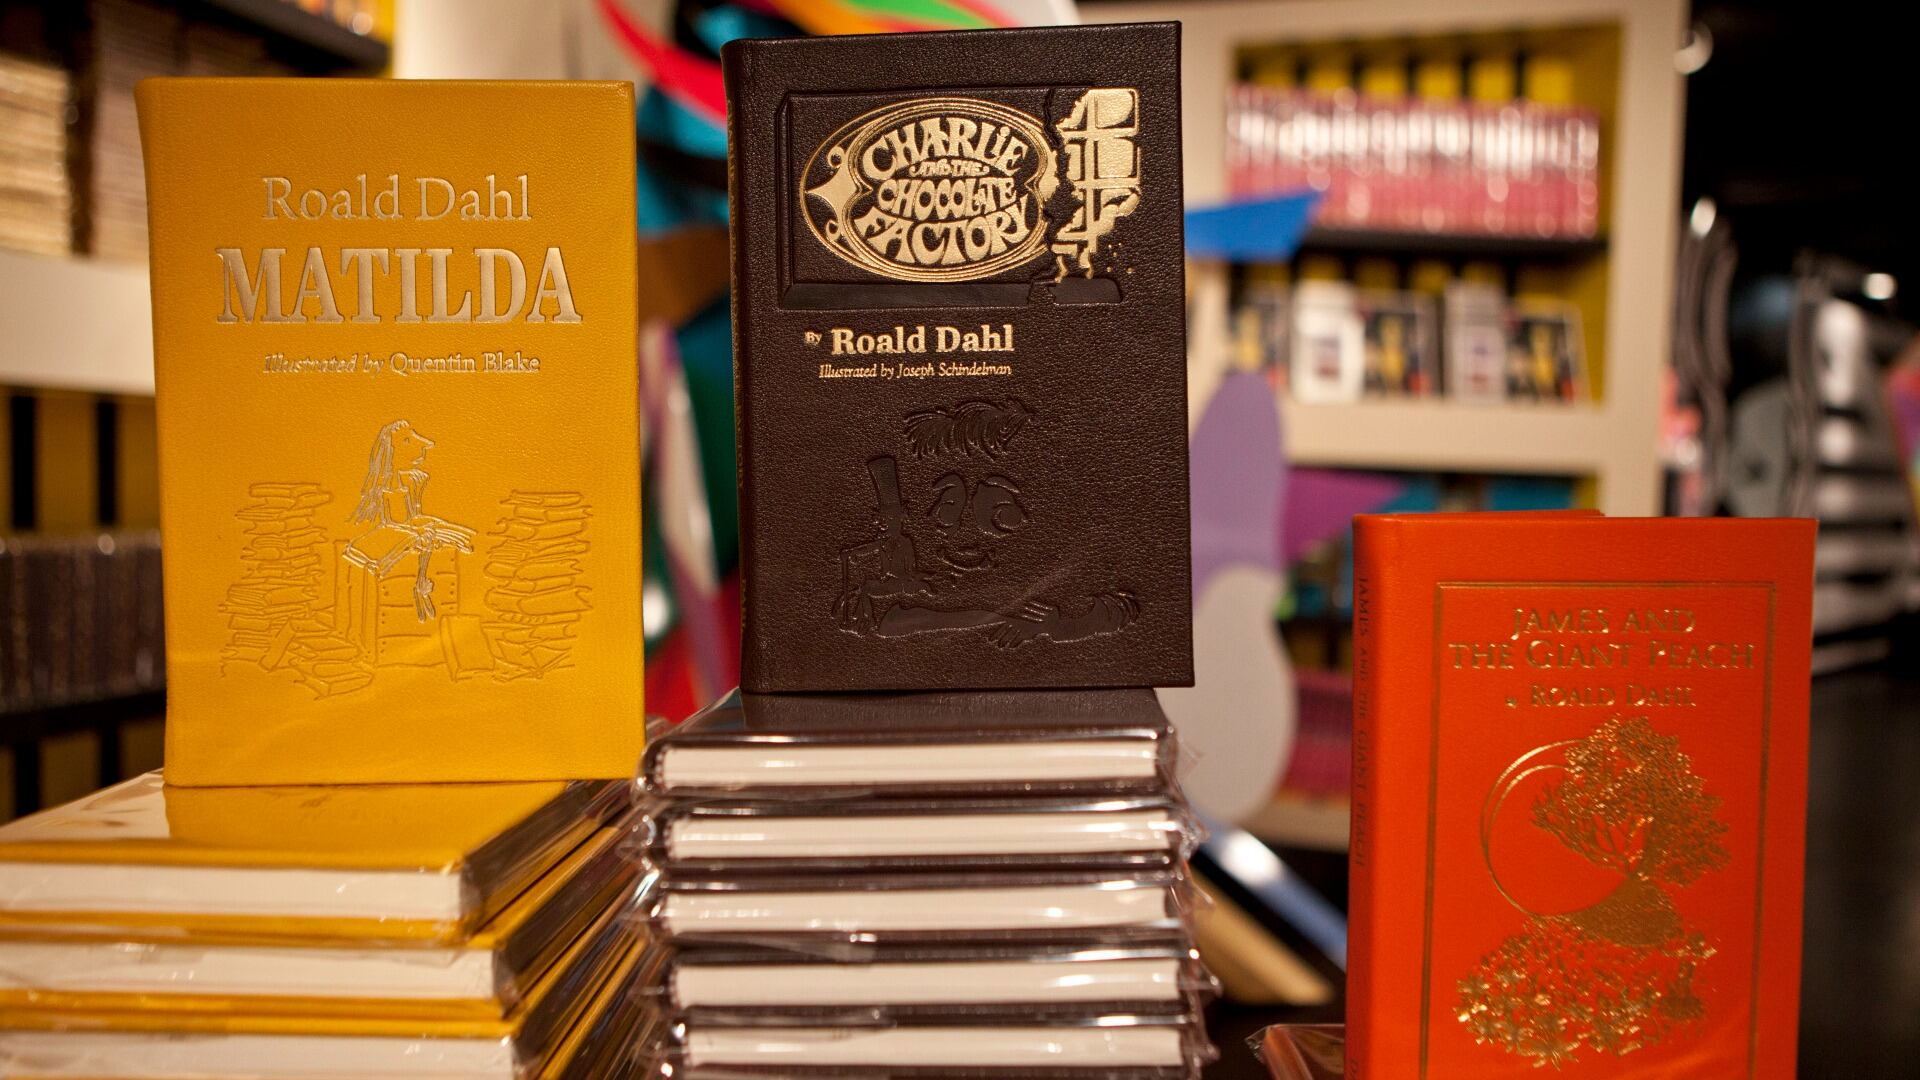 Roald Dahl
MATILDA
Illustrated by Quentin Blake
CHARLIE
AND THE
CHOCOLATE
FACTORY
By Roald Dahl
Illustrated by Joseph Schindelman
JAMES AND THE GIANT PEACH
JAMES AND
THE GIANT PEACH
ROALD DAHL